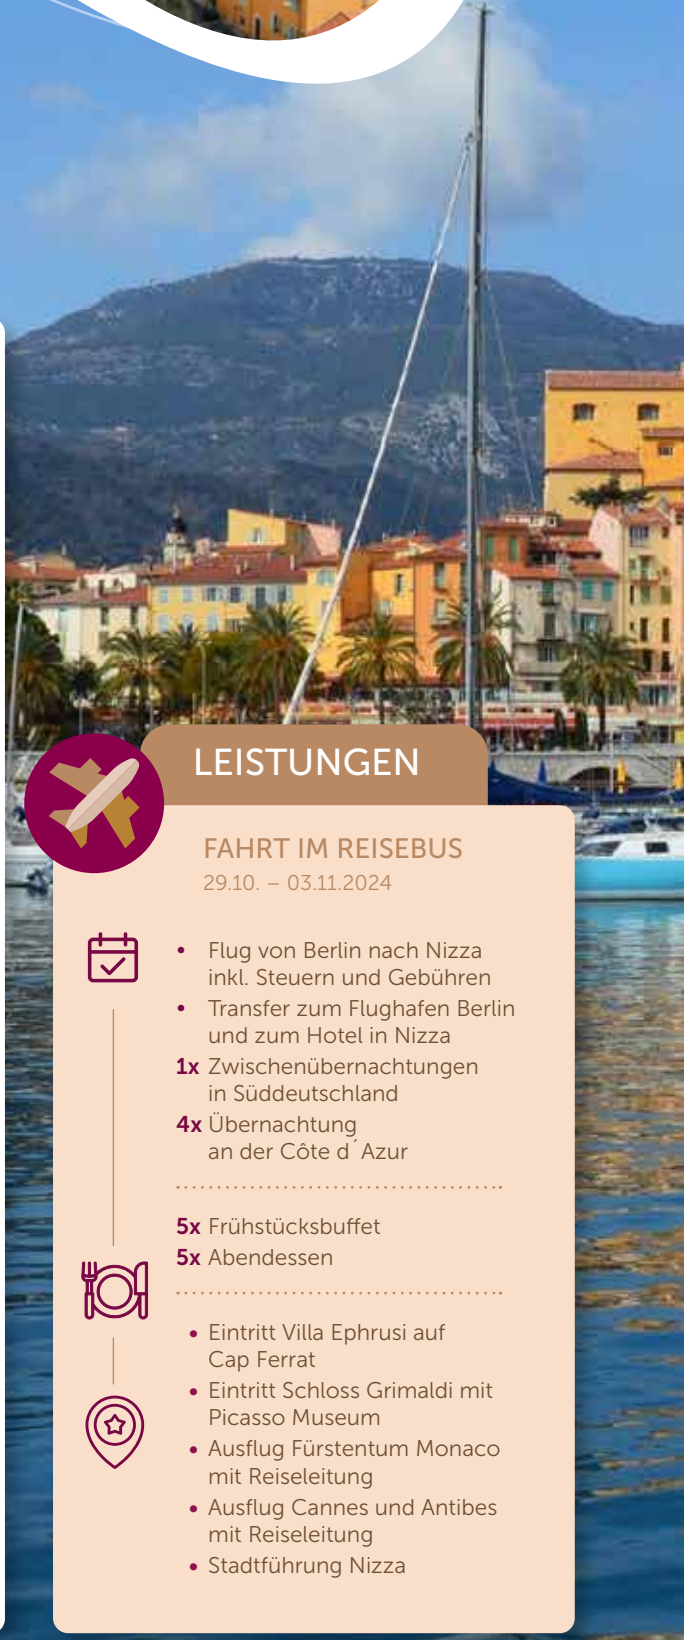 LEISTUNGEN
FAHRT IM REISEBUS
29.10. – 03.11.2024
• Flug von Berlin nach Nizza
inkl. Steuern und Gebühren
• Transfer zum Flughafen Berlin
und zum Hotel in Nizza
1x Zwischenübernachtungen
in Süddeutschland
4x Übernachtung
an der Côte d´Azur
5x Frühstücksbuffet
5x Abendessen
• Eintritt Villa Ephrusi auf
Cap Ferrat
• Eintritt Schloss Grimaldi mit
Picasso Museum
• Ausflug Fürstentum Monaco
mit Reiseleitung
• Ausflug Cannes und Antibes
mit Reiseleitung
• Stadtführung Nizza